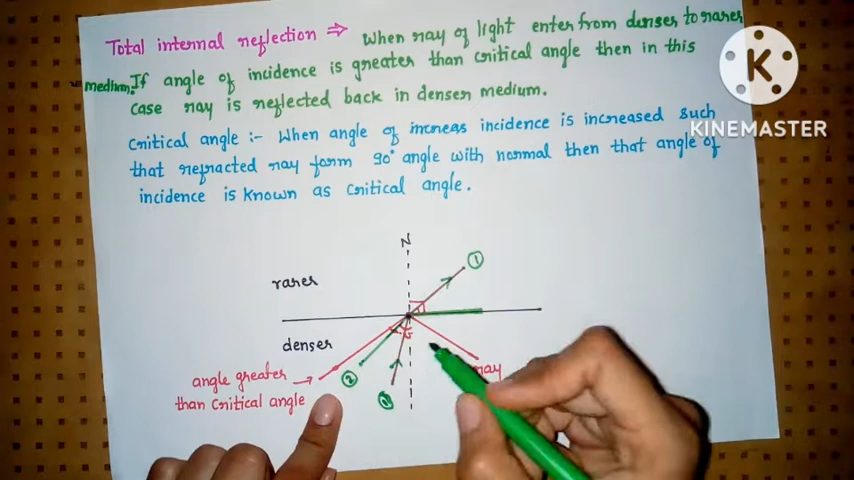 Total internal reflection ⇒ When ray of light enter from denser to rarer
medium. If angle of incidence is greater than critical angle then in this
case ray is reflected back in denser medium.
Critical angle :- When angle of increas incidence is increased such
that refracted ray form 90° angle with normal then that angle of
incidence is known as critical angle.
K
KINEMASTER
N
1
rarer
denser
angle greater
than critical angle
2
ray